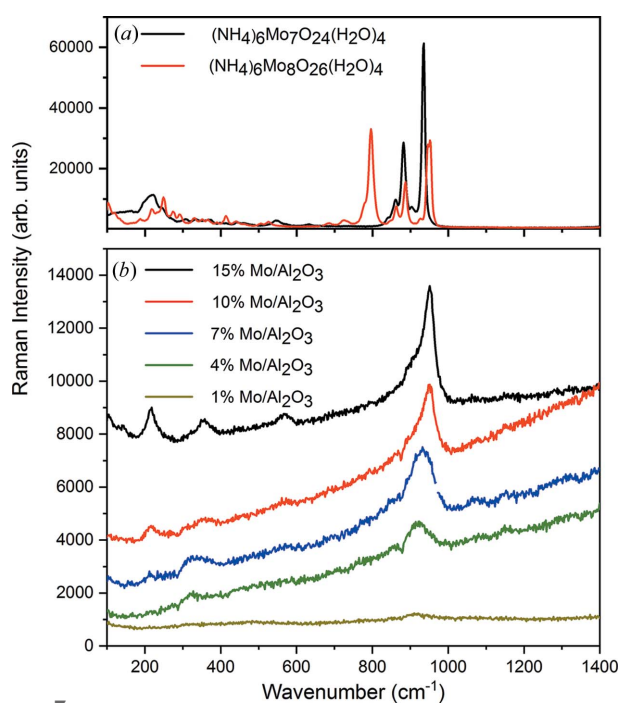 (a)
(NH4)6Mo7O24(H2O)4
(NH4)6Mo8O26(H2O)4
60000
40000
20000
Raman Intensity (arb. units)
(b)
15% Mo/Al2O3
10% Mo/Al2O3
7% Mo/Al2O3
4% Mo/Al2O3
1% Mo/Al2O3
14000
12000
10000
8000
6000
4000
2000
0
200 400 600 800 1000 1200 1400
Wavenumber (cm-1)